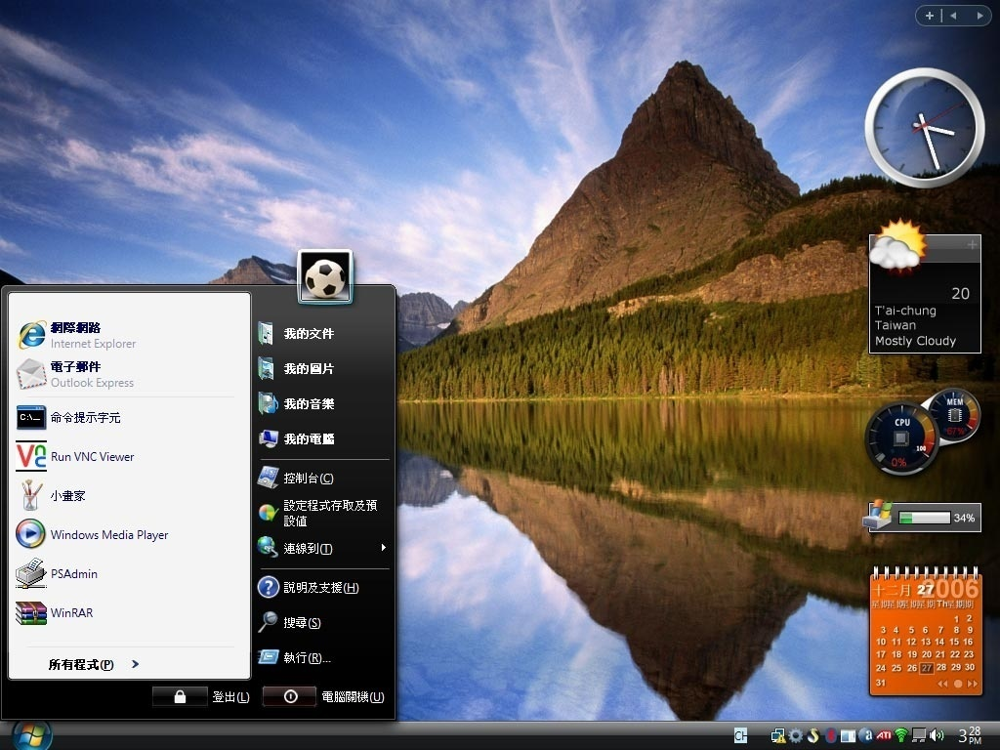 網際網路
Internet Explorer
電子郵件
Outlook Express
C:\_
命令提示字元
Run VNC Viewer
小畫家
Windows Media Player
PSAdmin
WinRAR
所有程式(P)
我的文件
我的圖片
我的音樂
我的電腦
控制台(C)
設定程式存取及預
設值
連線到(T)
說明及支援(H)
搜尋(S)
執行(R)...
登出(L)
電腦關機(U)
20
T'ai-chung
Taiwan
Mostly Cloudy
MEM
67%
CPU
100
0%
34%
十二月 27 2006
1 2
3 4 5 6 7 8 9
10 11 12 13 14 15 16
17 18 19 20 21 22 23
24 25 26 27 28 29 30
31
CH
ATI
3 28 PM